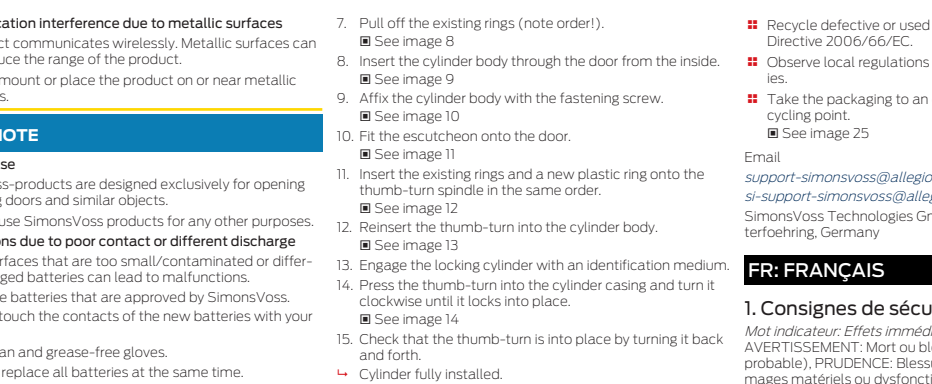 cation interference due to metallic surfaces
ct communicates wirelessly. Metallic surfaces can
uce the range of the product.
mount or place the product on or near metallic
s.
NOTE
se
ss-products are designed exclusively for opening
g doors and similar objects.
use SimonsVoss products for any other purposes.
ons due to poor contact or different discharge
rfaces that are too small/contaminated or differ-
ged batteries can lead to malfunctions.
e batteries that are approved by SimonsVoss.
touch the contacts of the new batteries with your
an and grease-free gloves.
replace all batteries at the same time.
7. Pull off the existing rings (note order!).
▣ See image 8
8. Insert the cylinder body through the door from the inside.
▣ See image 9
9. Affix the cylinder body with the fastening screw.
▣ See image 10
10. Fit the escutcheon onto the door.
▣ See image 11
11. Insert the existing rings and a new plastic ring onto the
thumb-turn spindle in the same order.
▣ See image 12
12. Reinsert the thumb-turn into the cylinder body.
▣ See image 13
13. Engage the locking cylinder with an identification medium.
14. Press the thumb-turn into the cylinder casing and turn it
clockwise until it locks into place.
▣ See image 14
15. Check that the thumb-turn is into place by turning it back
and forth.
↳ Cylinder fully installed.
Recycle defective or used
Directive 2006/66/EC.
Observe local regulations
ies.
Take the packaging to an
cycling point.
▣ See image 25
Email
support-simonsvoss@allegio
si-support-simonsvoss@alleg
SimonsVoss Technologies Gm
terfoehring, Germany
FR: FRANÇAIS
1. Consignes de sécu
Mot indicateur: Effets immédi
AVERTISSEMENT: Mort ou ble
probable), PRUDENCE: Blessu
mages matériels ou dysfoncti